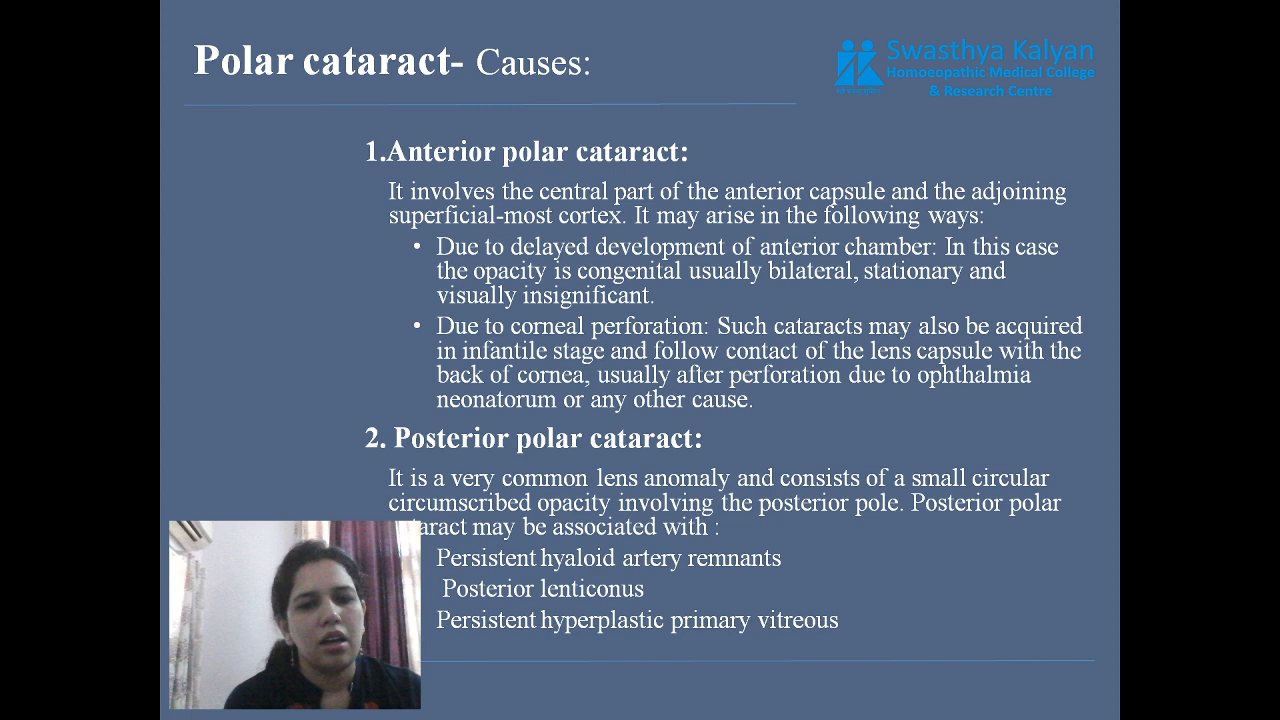 Polar cataract- Causes:
Swasthya Kalyan
Homoeopathic Medical College
& Research Centre
1.Anterior polar cataract:
It involves the central part of the anterior capsule and the adjoining
superficial-most cortex. It may arise in the following ways:
• Due to delayed development of anterior chamber: In this case
the opacity is congenital usually bilateral, stationary and
visually insignificant.
• Due to corneal perforation: Such cataracts may also be acquired
in infantile stage and follow contact of the lens capsule with the
back of cornea, usually after perforation due to ophthalmia
neonatorum or any other cause.
2. Posterior polar cataract:
It is a very common lens anomaly and consists of a small circular
circumscribed opacity involving the posterior pole. Posterior polar
taract may be associated with :
Persistent hyaloid artery remnants
Posterior lenticonus
Persistent hyperplastic primary vitreous